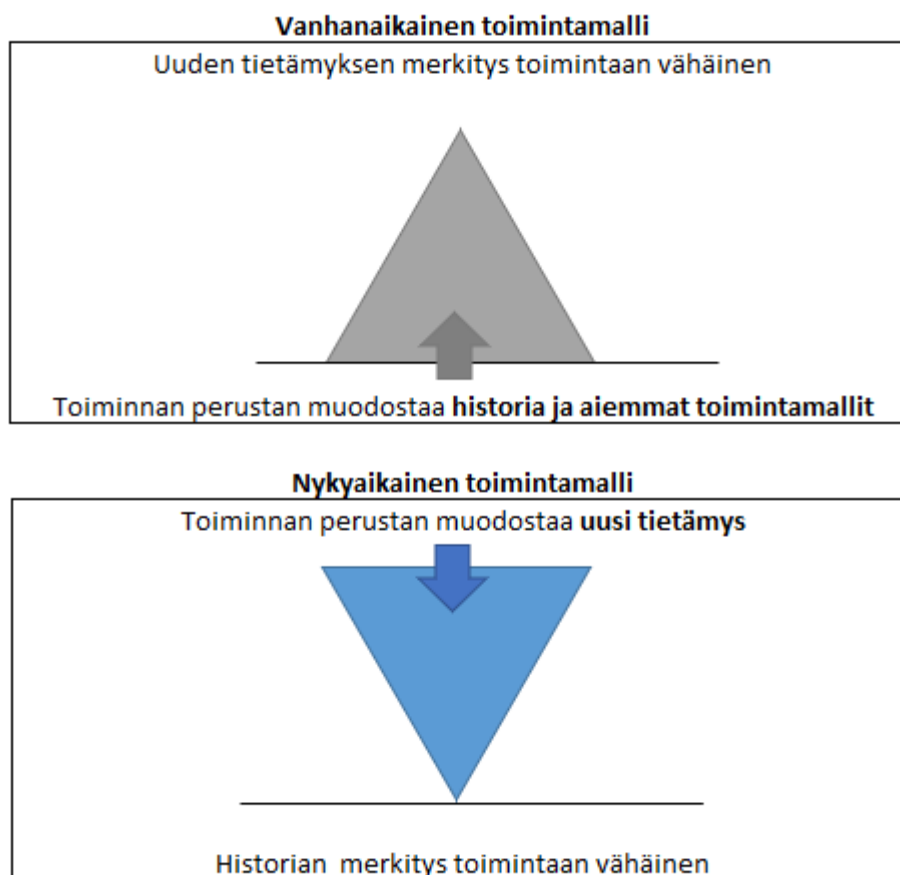 Vanhanaikainen toimintamalli
Uuden tietämyksen merkitys toimintaan vähäinen
Toiminnan perustan muodostaa historia ja aiemmat toimintamallit
Nykyaikainen toimintamalli
Toiminnan perustan muodostaa uusi tietämys
Historian merkitys toimintaan vähäinen